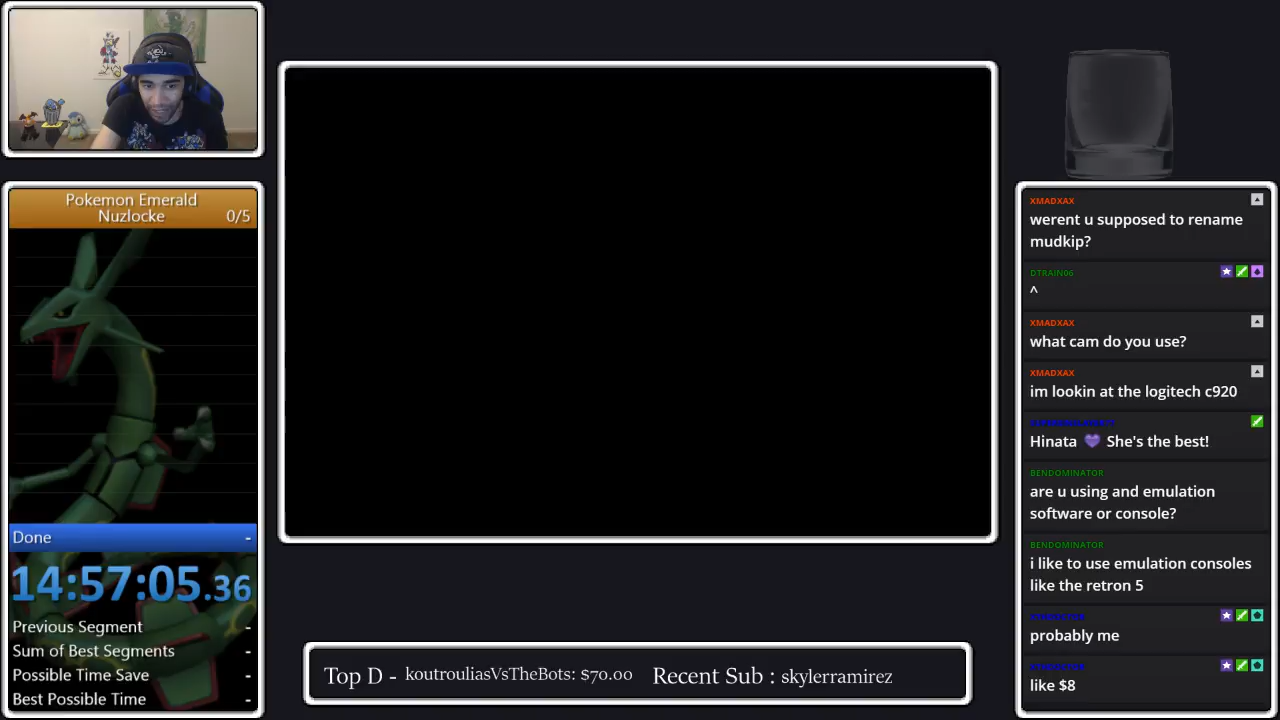 Pokemon Emerald
Nuzlocke 0/5
Done -
14:57:05.36
Previous Segment -
Sum of Best Segments -
Possible Time Save -
Best Possible Time -
Top D - koutrouliasVsTheBots: $70.00 Recent Sub : skylerramirez
XMADXAX
werent u supposed to rename
mudkip?
DTRAIN06
^
XMADXAX
what cam do you use?
XMADXAX
im lookin at the logitech c920
Hinata 💜 She's the best!
BENDOMINATOR
are u using and emulation
software or console?
BENDOMINATOR
i like to use emulation consoles
like the retron 5
probably me
like $8